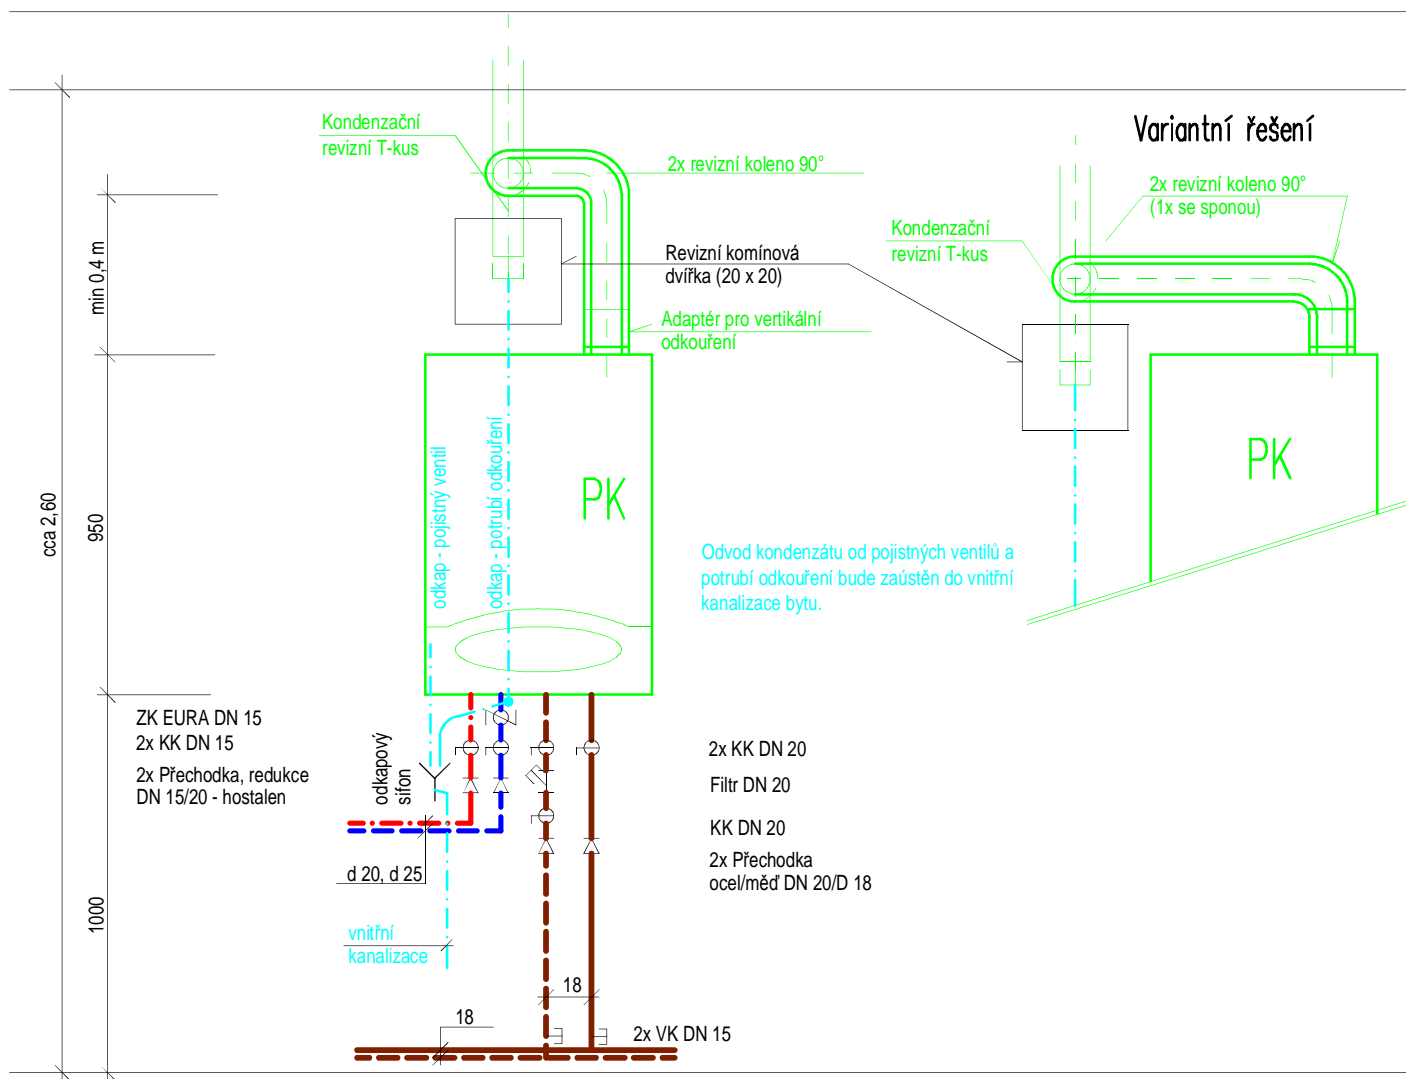 Variantní řešení
Kondenzační
revizní T-kus
2x revizní koleno 90°
2x revizní koleno 90°
(1x se sponou)
Kondenzační
revizní T-kus
Revizní komínová
dvířka (20 x 20)
Adaptér pro vertikální
odkouření
min 0,4 m
cca 2,60
950
1000
odkap - pojistný ventil
odkap - potrubí odkouření
PK
PK
Odvod kondenzátu od pojistných ventilů a
potrubí odkouření bude zaústěn do vnitřní
kanalizace bytu.
ZK EURA DN 15
2x KK DN 15
2x Přechodka, redukce
DN 15/20 - hostalen
odkapový
sifon
2x KK DN 20
Filtr DN 20
KK DN 20
2x Přechodka
ocel/měď DN 20/D 18
d 20, d 25
vnitřní
kanalizace
18
18
2x VK DN 15